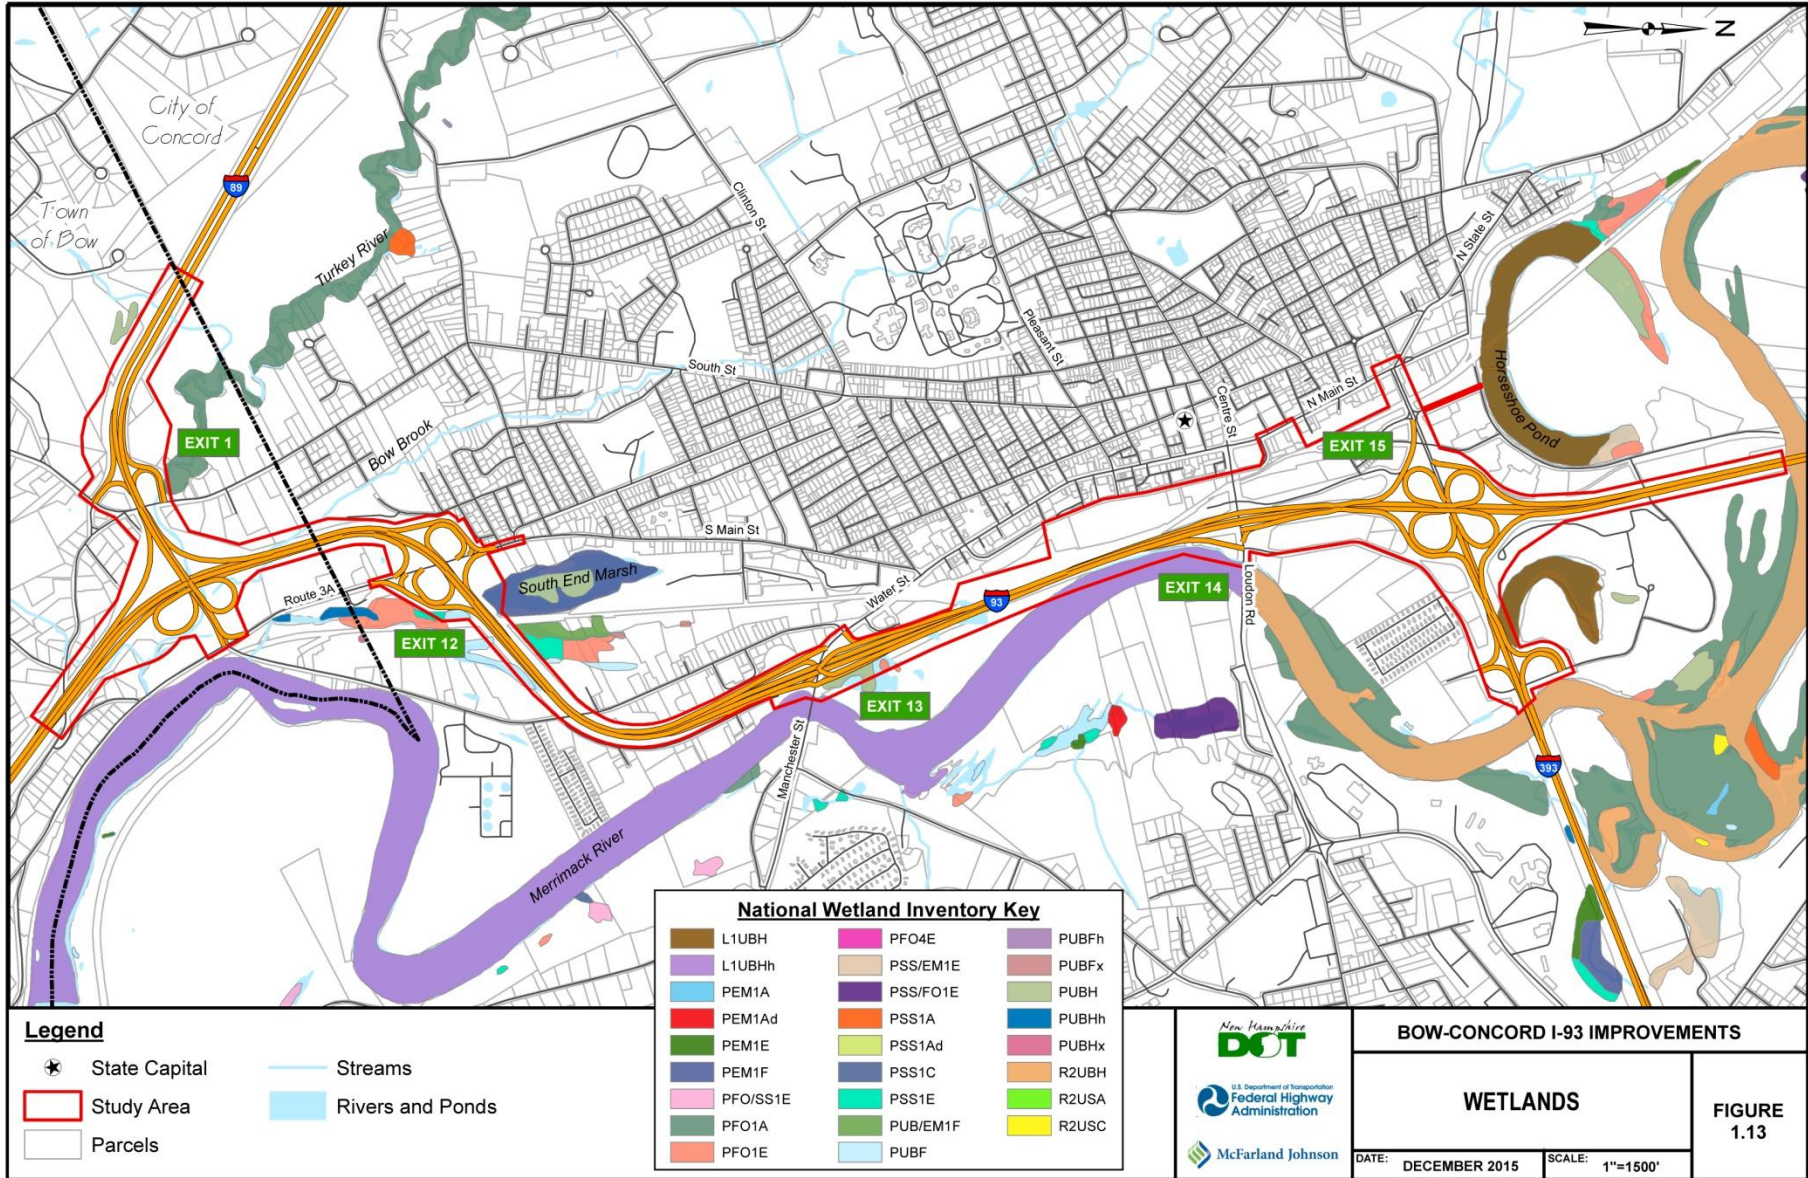 N
City of
Concord
89
Town
of Bow
Turkey River
Clinton St
N State St
Pleasant St
South St
Bow Brook
EXIT 1
Centre St
N Main St
EXIT 15
Horseshoe Pond
S Main St
South End Marsh
Route 3A
EXIT 12
Water St
93
EXIT 14
Loudon Rd
EXIT 13
Manchester St
393
Merrimack River
National Wetland Inventory Key
L1UBH
L1UBHh
PEM1A
PEM1Ad
PEM1E
PEM1F
PFO/SS1E
PFO1A
PFO1E
PFO4E
PSS/EM1E
PSS/FO1E
PSS1A
PSS1Ad
PSS1C
PSS1E
PUB/EM1F
PUBF
PUBFh
PUBFx
PUBH
PUBHh
PUBHx
R2UBH
R2USA
R2USC
Legend
State Capital
Study Area
Parcels
Streams
Rivers and Ponds
New Hampshire
DOT
U.S. Department of Transportation
Federal Highway
Administration
McFarland Johnson
BOW-CONCORD I-93 IMPROVEMENTS
WETLANDS
FIGURE
1.13
DATE: DECEMBER 2015
SCALE: 1"=1500'